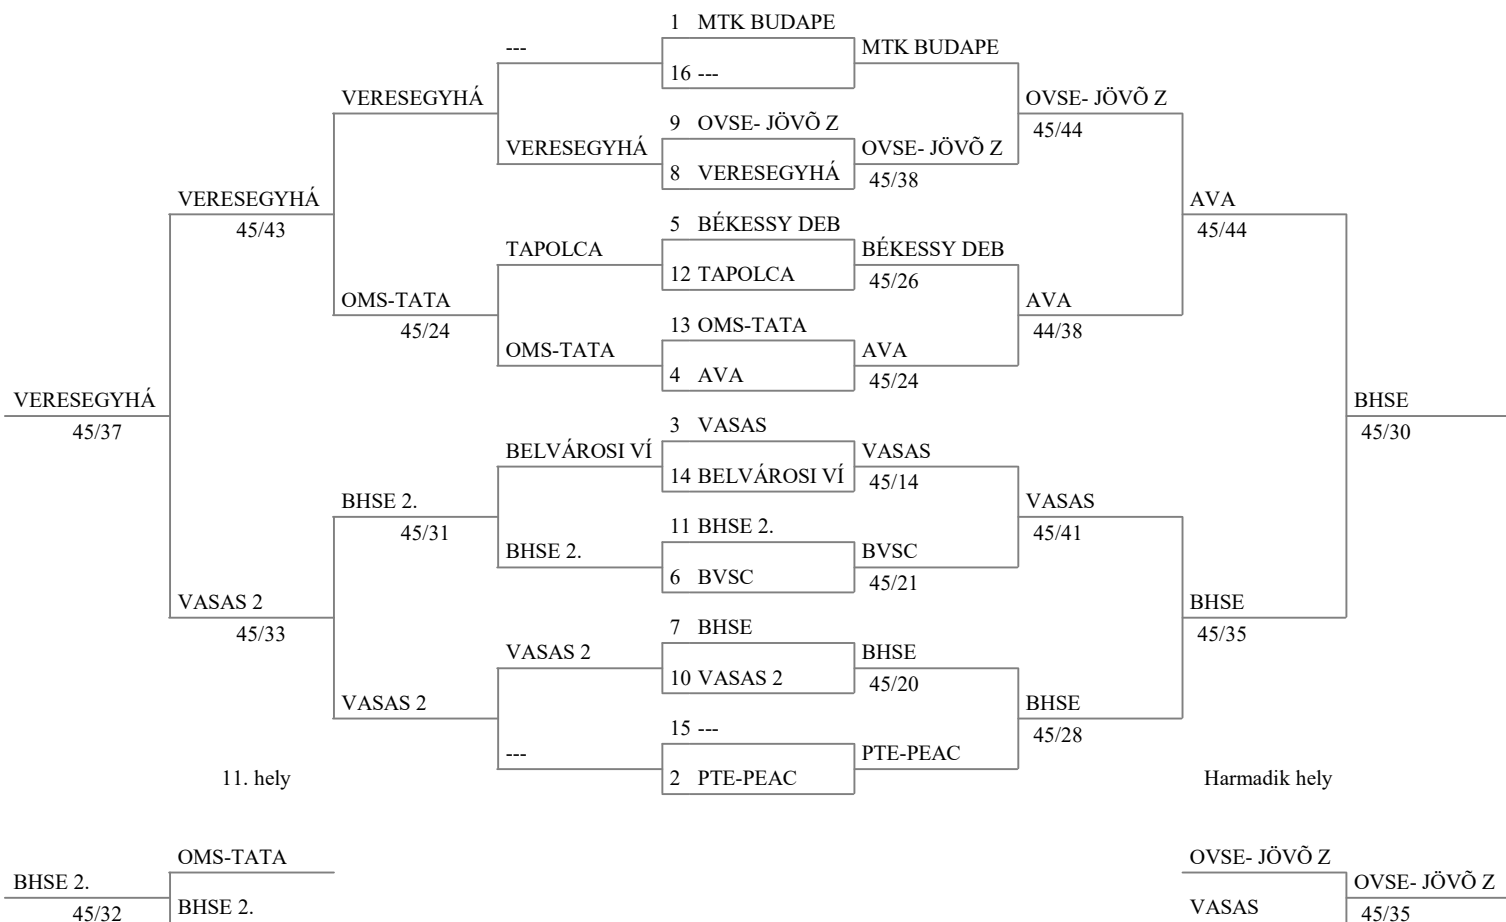 1 MTK BUDAPE
--- MTK BUDAPE
16 ---
VERESEGYHÁ OVSE- JÖVÕ Z
9 OVSE- JÖVÕ Z 45/44
VERESEGYHÁ OVSE- JÖVÕ Z
8 VERESEGYHÁ 45/38
VERESEGYHÁ AVA
45/43 5 BÉKESSY DEB 45/44
TAPOLCA BÉKESSY DEB
12 TAPOLCA 45/26
OMS-TATA AVA
45/24 13 OMS-TATA 44/38
OMS-TATA AVA
4 AVA 45/24
VERESEGYHÁ BHSE
45/37 3 VASAS 45/30
BELVÁROSI VÍ VASAS
14 BELVÁROSI VÍ 45/14
BHSE 2. VASAS
45/31 11 BHSE 2. 45/41
BHSE 2. BVSC
6 BVSC 45/21
VASAS 2 BHSE
45/33 7 BHSE 45/35
VASAS 2 BHSE
10 VASAS 2 45/20
VASAS 2 BHSE
15 --- 45/28
--- PTE-PEAC
11. hely 2 PTE-PEAC Harmadik hely
OMS-TATA OVSE- JÖVÕ Z
BHSE 2. OVSE- JÖVÕ Z
45/32 BHSE 2. VASAS 45/35